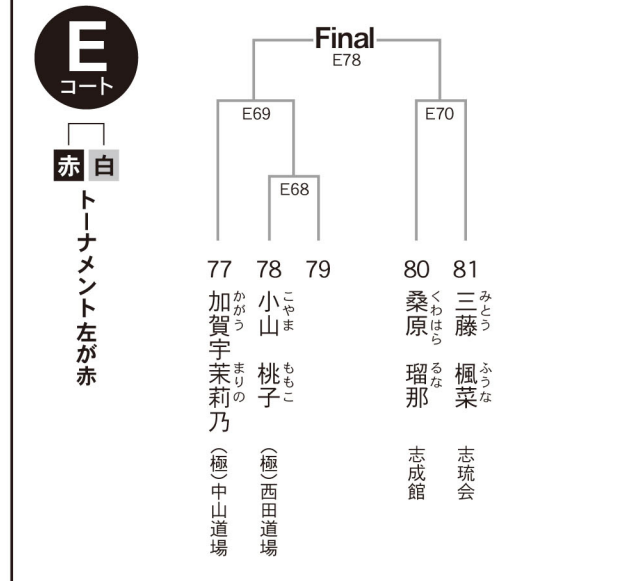 E
コート
赤 白
トーナメント左が赤
Final
E78
E69
E70
E68
77
加賀宇茉莉乃
かがう まりの
(極)中山道場
78
小山 桃子
こやま ももこ
(極)西田道場
79
80
桑原 瑠那
くわはら るな
志成館
81
三藤 楓菜
みとう ふうな
志琉会